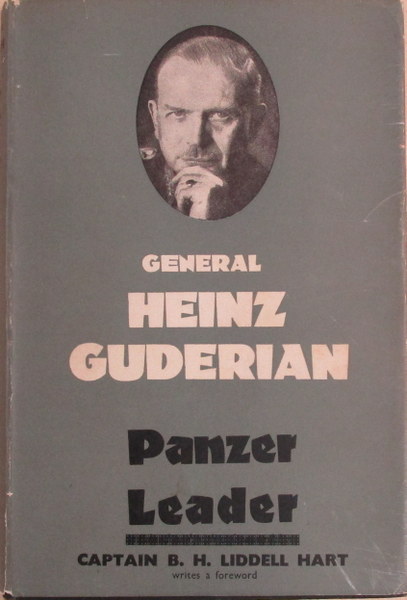 GENERAL
HEINZ
GUDERIAN
Panzer
Leader
CAPTAIN B. H. LIDDELL HART
writes a foreword